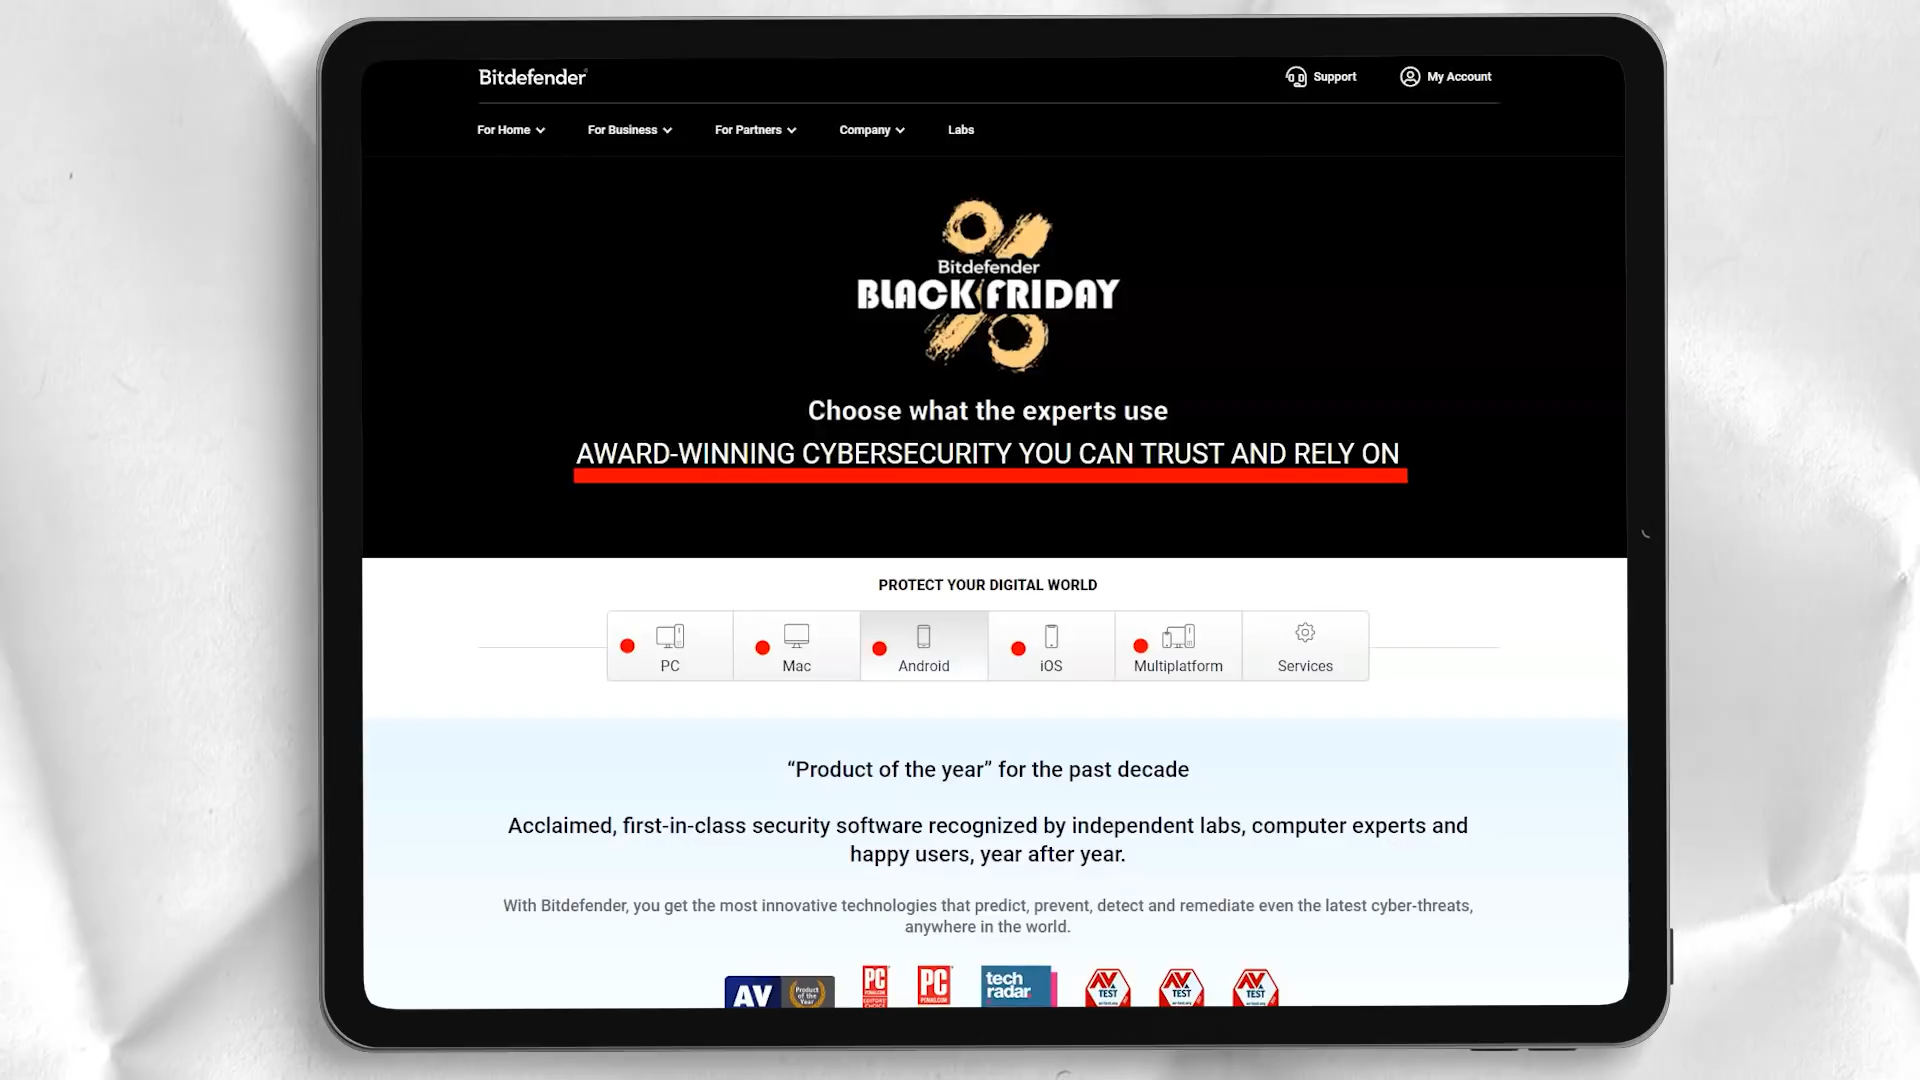 Bitdefender
Support
My Account
For Home
For Business
For Partners
Company
Labs
Bitdefender
BLACK FRIDAY
Choose what the experts use
AWARD-WINNING CYBERSECURITY YOU CAN TRUST AND RELY ON
PROTECT YOUR DIGITAL WORLD
PC
Mac
Android
iOS
Multiplatform
Services
“Product of the year” for the past decade
Acclaimed, first-in-class security software recognized by independent labs, computer experts and
happy users, year after year.
With Bitdefender, you get the most innovative technologies that predict, prevent, detect and remediate even the latest cyber-threats,
anywhere in the world.
AV
Product
of the
Year
PC
PC
tech
radar
AV
TEST
AV
TEST
AV
TEST